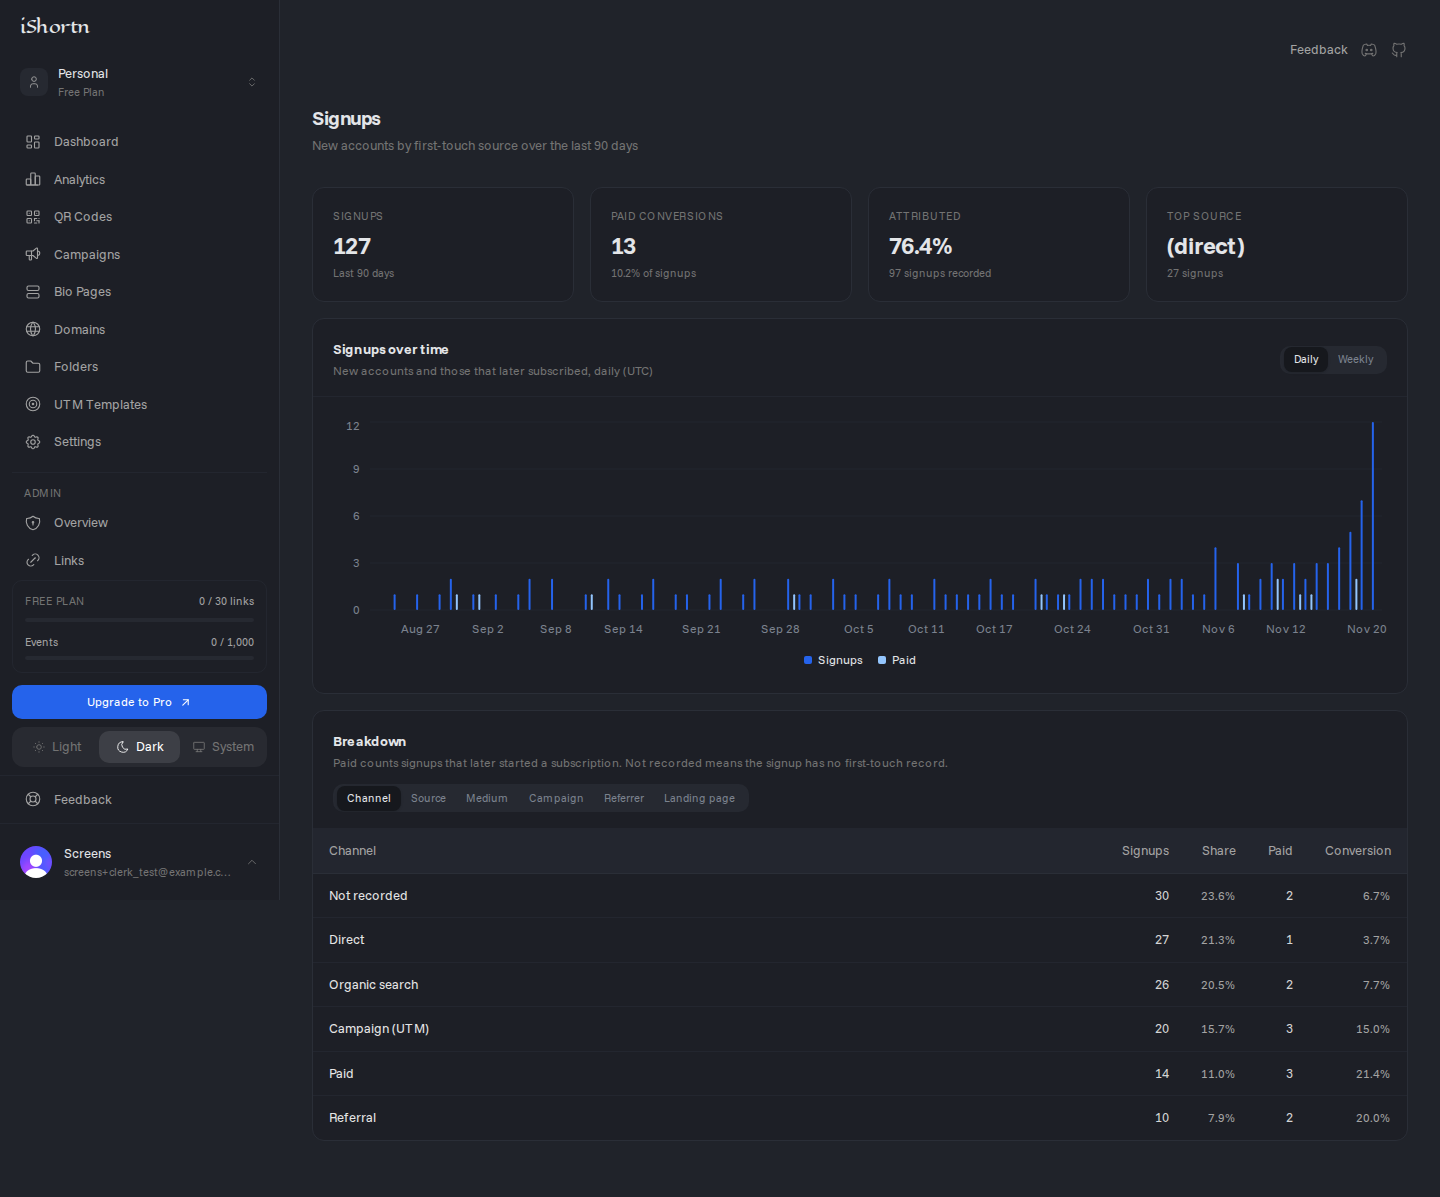 iShortn
Personal
Free Plan
Dashboard
Analytics
QR Codes
Campaigns
Bio Pages
Domains
Folders
UTM Templates
Settings
ADMIN
Overview
Links
FREE PLAN 0 / 30 links
Events 0 / 1,000
Upgrade to Pro
Light Dark System
Feedback
Screens
screens+clerk_test@example.c...
Feedback
Signups
New accounts by first-touch source over the last 90 days
SIGNUPS
127
Last 90 days
PAID CONVERSIONS
13
10.2% of signups
ATTRIBUTED
76.4%
97 signups recorded
TOP SOURCE
(direct)
27 signups
Signups over time
New accounts and those that later subscribed, daily (UTC)
Daily Weekly
12
9
6
3
0
Aug 27 Sep 2 Sep 8 Sep 14 Sep 21 Sep 28 Oct 5 Oct 11 Oct 17 Oct 24 Oct 31 Nov 6 Nov 12 Nov 20
Signups Paid
Breakdown
Paid counts signups that later started a subscription. Not recorded means the signup has no first-touch record.
Channel Source Medium Campaign Referrer Landing page
Channel Signups Share Paid Conversion
Not recorded 30 23.6% 2 6.7%
Direct 27 21.3% 1 3.7%
Organic search 26 20.5% 2 7.7%
Campaign (UTM) 20 15.7% 3 15.0%
Paid 14 11.0% 3 21.4%
Referral 10 7.9% 2 20.0%